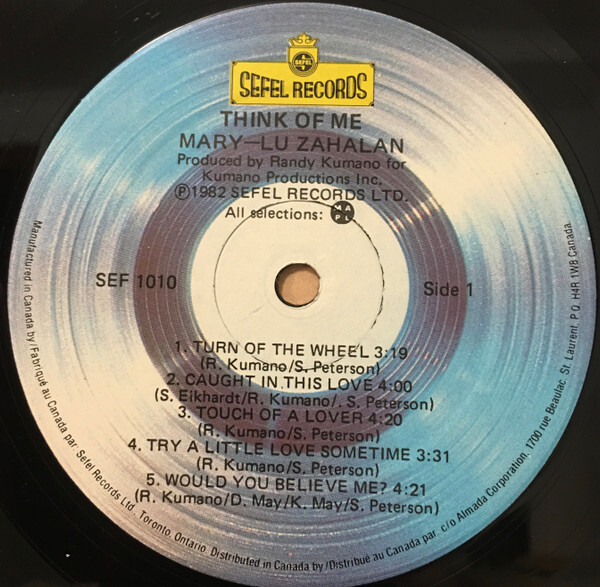 SEFEL
SEFEL RECORDS
THINK OF ME
MARY-LU ZAHALAN
Produced by Randy Kumano for
Kumano Productions Inc.
Ⓟ1982 SEFEL RECORDS LTD.
All selections: M A P L
SEF 1010
Side 1
1. TURN OF THE WHEEL 3:19
(R. Kumano/S. Peterson)
2. CAUGHT IN THIS LOVE 4:00
(S. Eikhardt/R. Kumano/. S. Peterson)
3. TOUCH OF A LOVER 4:20
(R. Kumano/S. Peterson)
4. TRY A LITTLE LOVE SOMETIME 3:31
(R. Kumano/S. Peterson)
5. WOULD YOU BELIEVE ME? 4:21
(R. Kumano/D. May/K. May/S. Peterson)
Manufactured in Canada by/Fabriqué au Canada par Sefel Records Ltd. Toronto, Ontario. Distributed in Canada by/Distribué au Canada par c/o Almada Corporation. 1700 rue Beaulac, St. Laurent, P.Q. H4R 1W8 Canada.